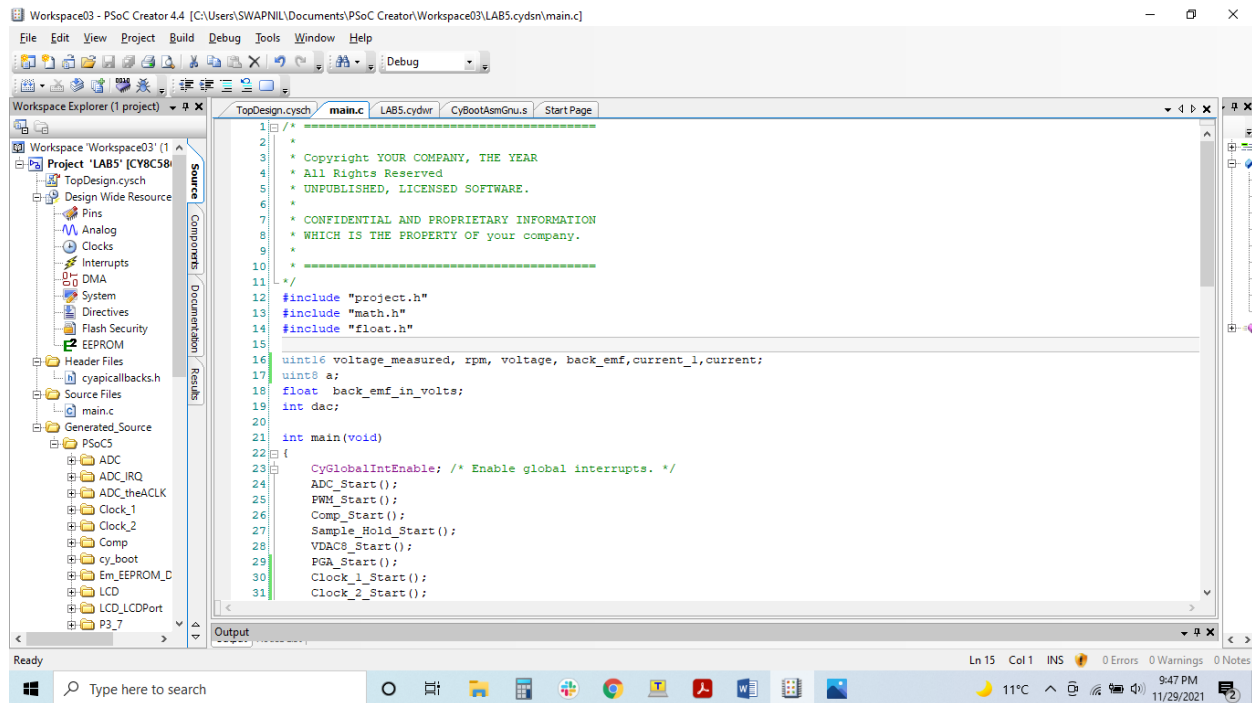 Workspace03 - PSoC Creator 4.4 [C:\Users\SWAPNIL\Documents\PSoC Creator\Workspace03\LAB5.cydsn\main.c]
File Edit View Project Build Debug Tools Window Help
Debug
Workspace Explorer (1 project)
Workspace 'Workspace03' (1
Project 'LAB5' [CY8C58
TopDesign.cysch
Design Wide Resource
Pins
Analog
Clocks
Interrupts
DMA
System
Directives
Flash Security
EEPROM
Header Files
cyapicallbacks.h
Source Files
main.c
Generated_Source
PSoC5
ADC
ADC_IRQ
ADC_theACLK
Clock_1
Clock_2
Comp
cy_boot
Em_EEPROM_D
LCD
LCD_LCDPort
P3_7
Source
Components
Documentation
Results
TopDesign.cysch main.c LAB5.cydwr CyBootAsmGnu.s Start Page
1 /* ========================================
2 *
3 * Copyright YOUR COMPANY, THE YEAR
4 * All Rights Reserved
5 * UNPUBLISHED, LICENSED SOFTWARE.
6 *
7 * CONFIDENTIAL AND PROPRIETARY INFORMATION
8 * WHICH IS THE PROPERTY OF your company.
9 *
10 * ========================================
11 */
12 #include "project.h"
13 #include "math.h"
14 #include "float.h"
15
16 uint16 voltage_measured, rpm, voltage, back_emf,current_1,current;
17 uint8 a;
18 float  back_emf_in_volts;
19 int dac;
20
21 int main(void)
22 {
23 CyGlobalIntEnable; /* Enable global interrupts. */
24 ADC_Start();
25 PWM_Start();
26 Comp_Start();
27 Sample_Hold_Start();
28 VDAC8_Start();
29 PGA_Start();
30 Clock_1_Start();
31 Clock_2_Start();
Output
Ready
Ln 15 Col 1 INS 0 Errors 0 Warnings 0 Notes
Type here to search
11°C
9:47 PM
11/29/2021
2